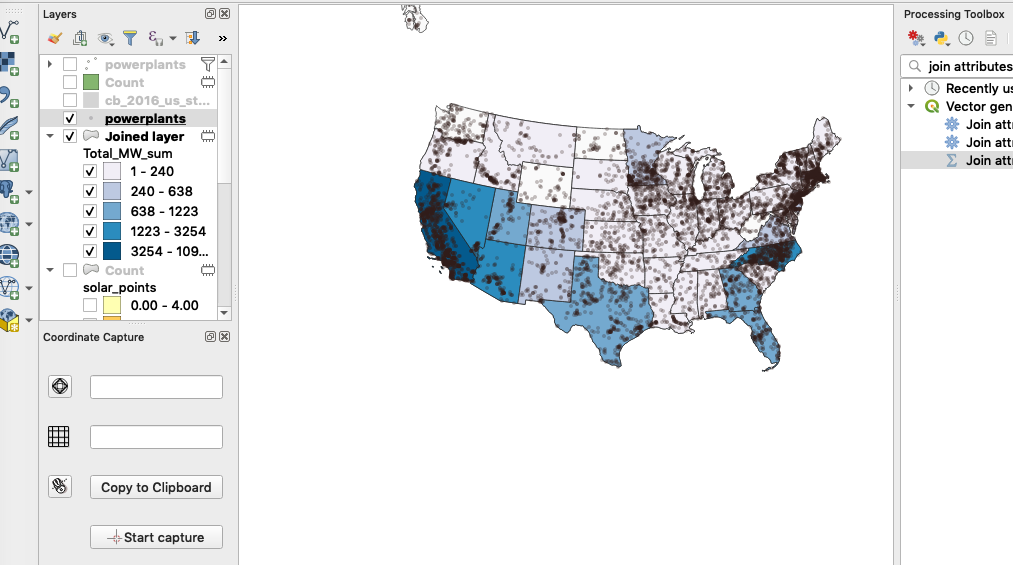 Layers
»
powerplants
Count
cb_2016_us_st...
powerplants
Joined layer
Total_MW_sum
1 - 240
240 - 638
638 - 1223
1223 - 3254
3254 - 109...
Count
solar_points
0.00 - 4.00
Coordinate Capture
Copy to Clipboard
Start capture
Processing Toolbox
join attributes
Recently us
Vector gen
Join attr
Join attr
Join attr